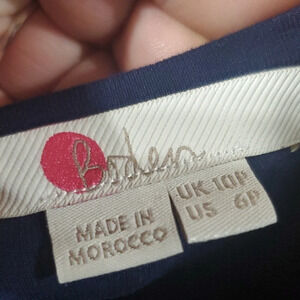 Boden
MADE IN
MOROCCO
UK 10P
US 6P